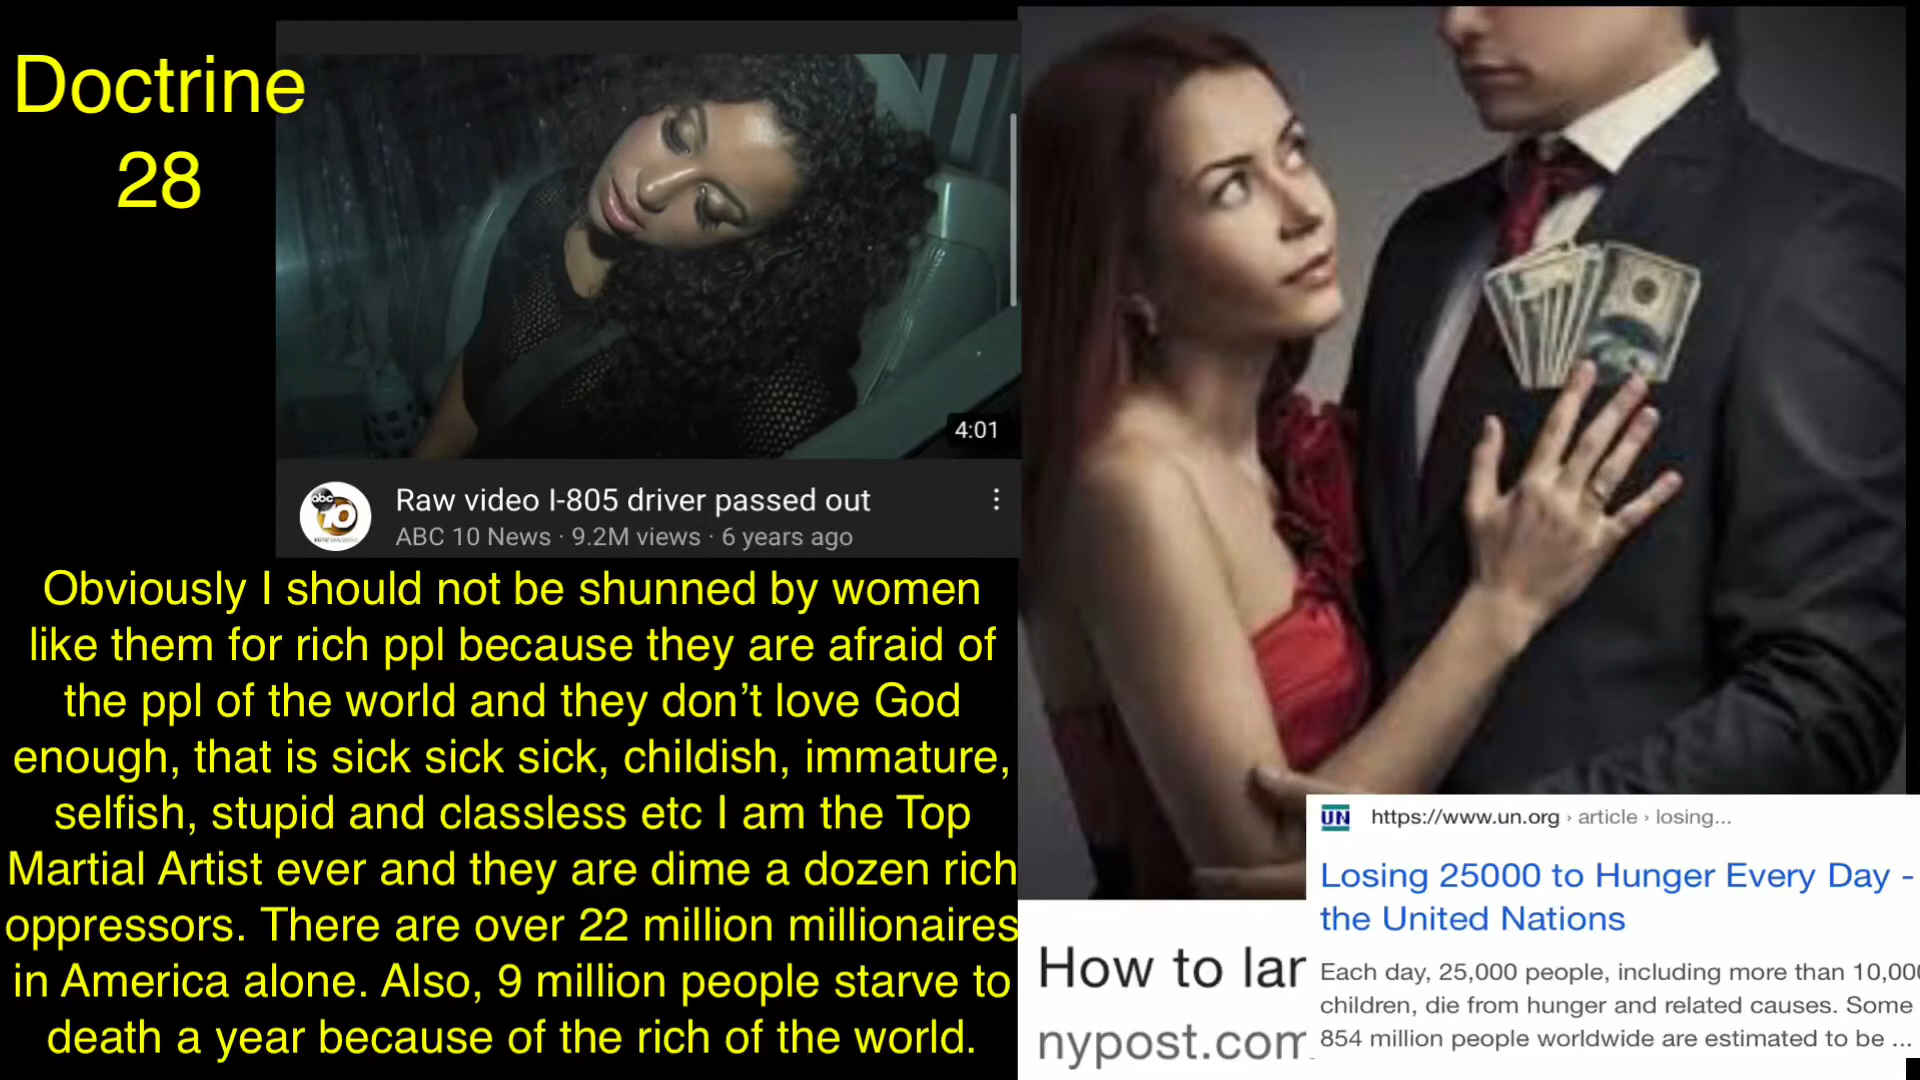 Doctrine
28
4:01
abc
10
Raw video I-805 driver passed out
ABC 10 News · 9.2M views · 6 years ago
Obviously I should not be shunned by women
like them for rich ppl because they are afraid of
the ppl of the world and they don’t love God
enough, that is sick sick sick, childish, immature,
selfish, stupid and classless etc I am the Top
Martial Artist ever and they are dime a dozen rich
oppressors. There are over 22 million millionaires
in America alone. Also, 9 million people starve to
death a year because of the rich of the world.
How to lar
nypost.com
UN https://www.un.org › article › losing...
Losing 25000 to Hunger Every Day -
the United Nations
Each day, 25,000 people, including more than 10,000
children, die from hunger and related causes. Some
854 million people worldwide are estimated to be ...